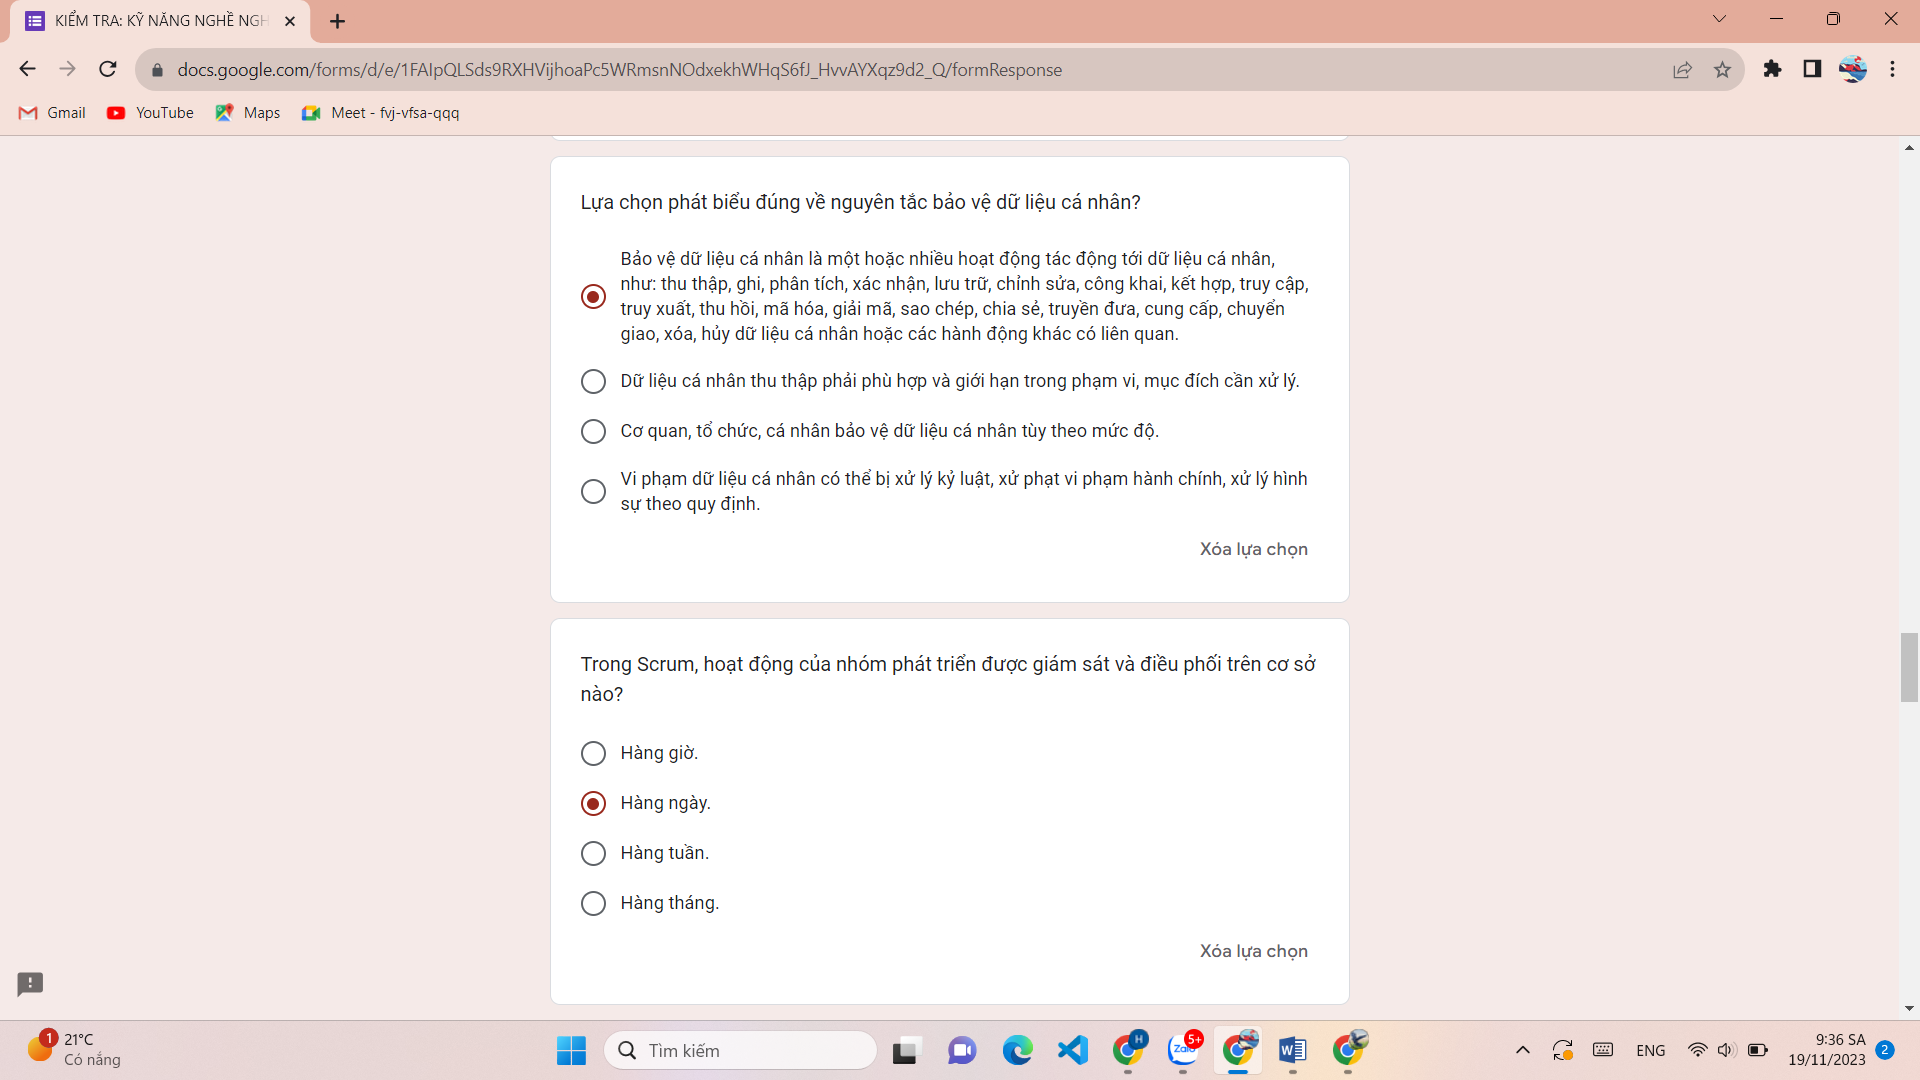 KIỂM TRA: KỸ NĂNG NGHỀ NGH
docs.google.com/forms/d/e/1FAIpQLSds9RXHVijhoaPc5WRmsnNOdxekhWHqS6fJ_HvvAYXqz9d2_Q/formResponse
Gmail
YouTube
Maps
Meet - fvj-vfsa-qqq
Lựa chọn phát biểu đúng về nguyên tắc bảo vệ dữ liệu cá nhân?
Bảo vệ dữ liệu cá nhân là một hoặc nhiều hoạt động tác động tới dữ liệu cá nhân,
như: thu thập, ghi, phân tích, xác nhận, lưu trữ, chỉnh sửa, công khai, kết hợp, truy cập,
truy xuất, thu hồi, mã hóa, giải mã, sao chép, chia sẻ, truyền đưa, cung cấp, chuyển
giao, xóa, hủy dữ liệu cá nhân hoặc các hành động khác có liên quan.
Dữ liệu cá nhân thu thập phải phù hợp và giới hạn trong phạm vi, mục đích cần xử lý.
Cơ quan, tổ chức, cá nhân bảo vệ dữ liệu cá nhân tùy theo mức độ.
Vi phạm dữ liệu cá nhân có thể bị xử lý kỷ luật, xử phạt vi phạm hành chính, xử lý hình
sự theo quy định.
Xóa lựa chọn
Trong Scrum, hoạt động của nhóm phát triển được giám sát và điều phối trên cơ sở
nào?
Hàng giờ.
Hàng ngày.
Hàng tuần.
Hàng tháng.
Xóa lựa chọn
1
21°C
Có nắng
Tìm kiếm
H
Zalo
5+
ENG
9:36 SA
19/11/2023
2